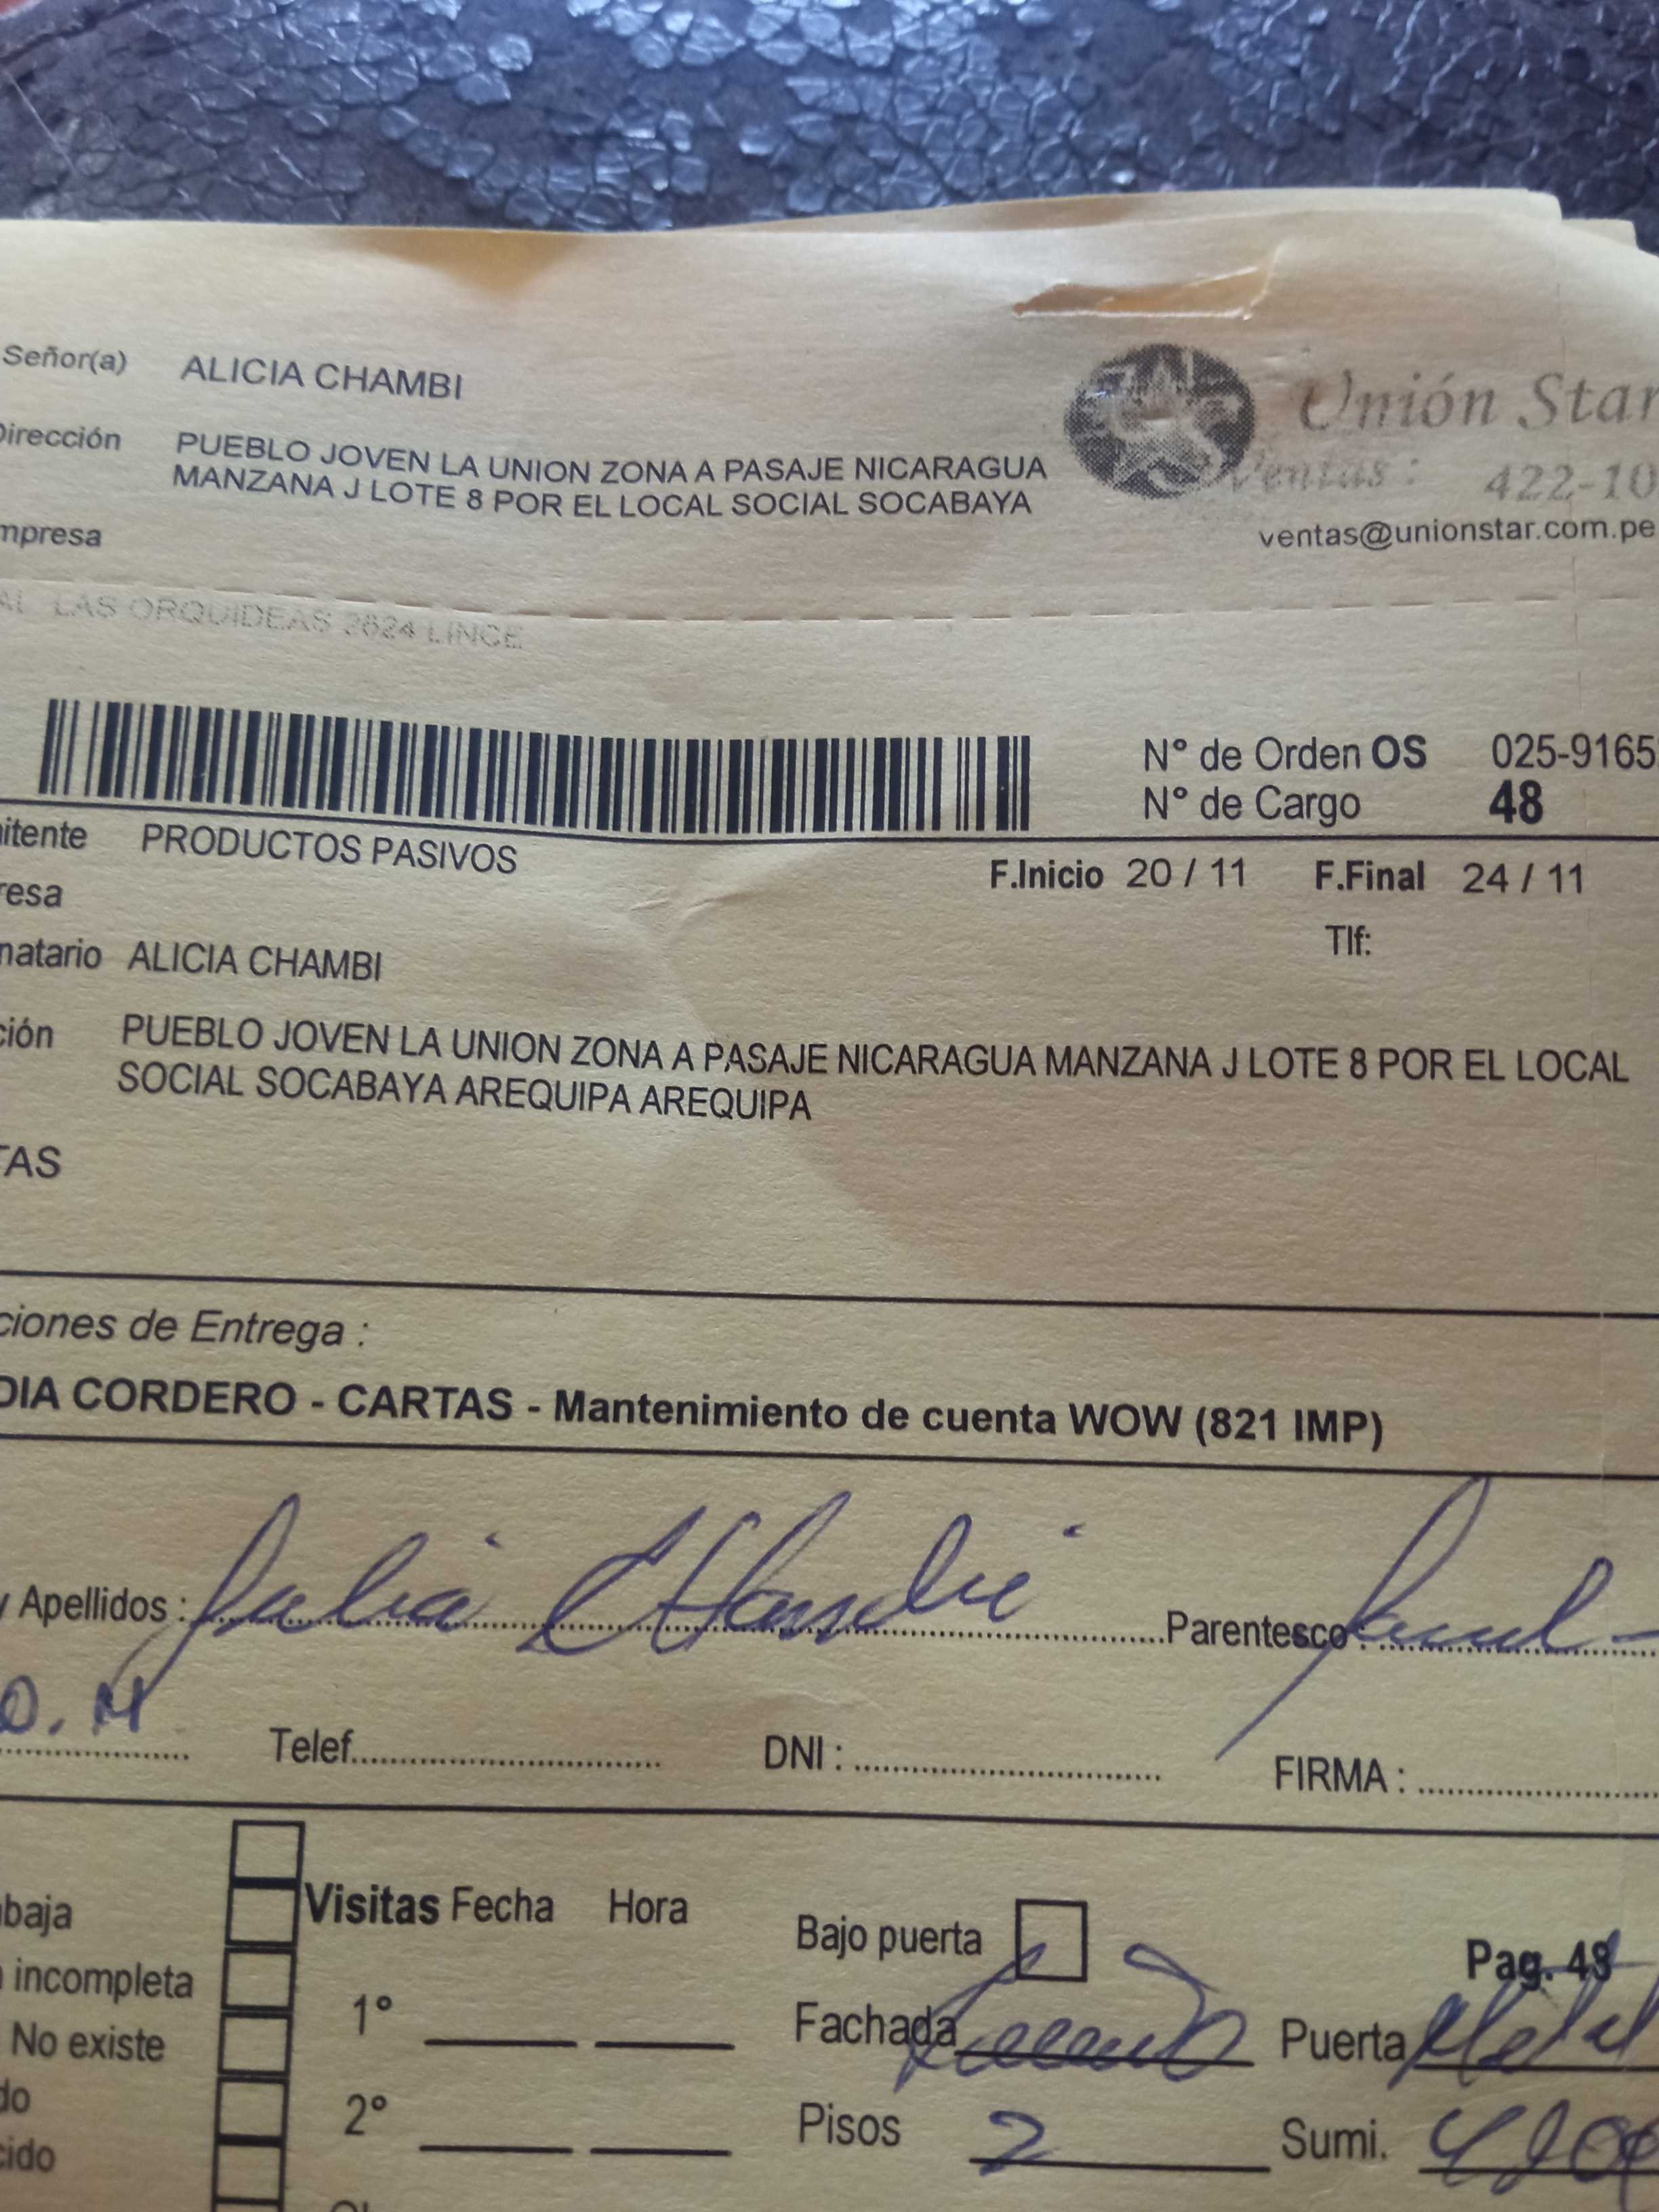 Señor(a) ALICIA CHAMBI
Unión Star
Dirección PUEBLO JOVEN LA UNION ZONA A PASAJE NICARAGUA
MANZANA J LOTE 8 POR EL LOCAL SOCIAL SOCABAYA
Ventas : 422-10
mpresa
ventas@unionstar.com.pe
AL LAS ORQUIDEAS 2624 LINCE
N° de Orden OS 025-9165
N° de Cargo 48
itente PRODUCTOS PASIVOS
F.Inicio 20 / 11 F.Final 24 / 11
resa
Tlf:
natario ALICIA CHAMBI
ción PUEBLO JOVEN LA UNION ZONA A PASAJE NICARAGUA MANZANA J LOTE 8 POR EL LOCAL
SOCIAL SOCABAYA AREQUIPA AREQUIPA
TAS
ciones de Entrega :
DIA CORDERO - CARTAS - Mantenimiento de cuenta WOW (821 IMP)
y Apellidos : Julia Parentesco :
Telef. DNI : FIRMA :
Visitas Fecha Hora
baja
Bajo puerta
Pag. 48
incompleta
1°
Fachada Puerta Metal
No existe
do
2°
Pisos 2 Sumi.
cido